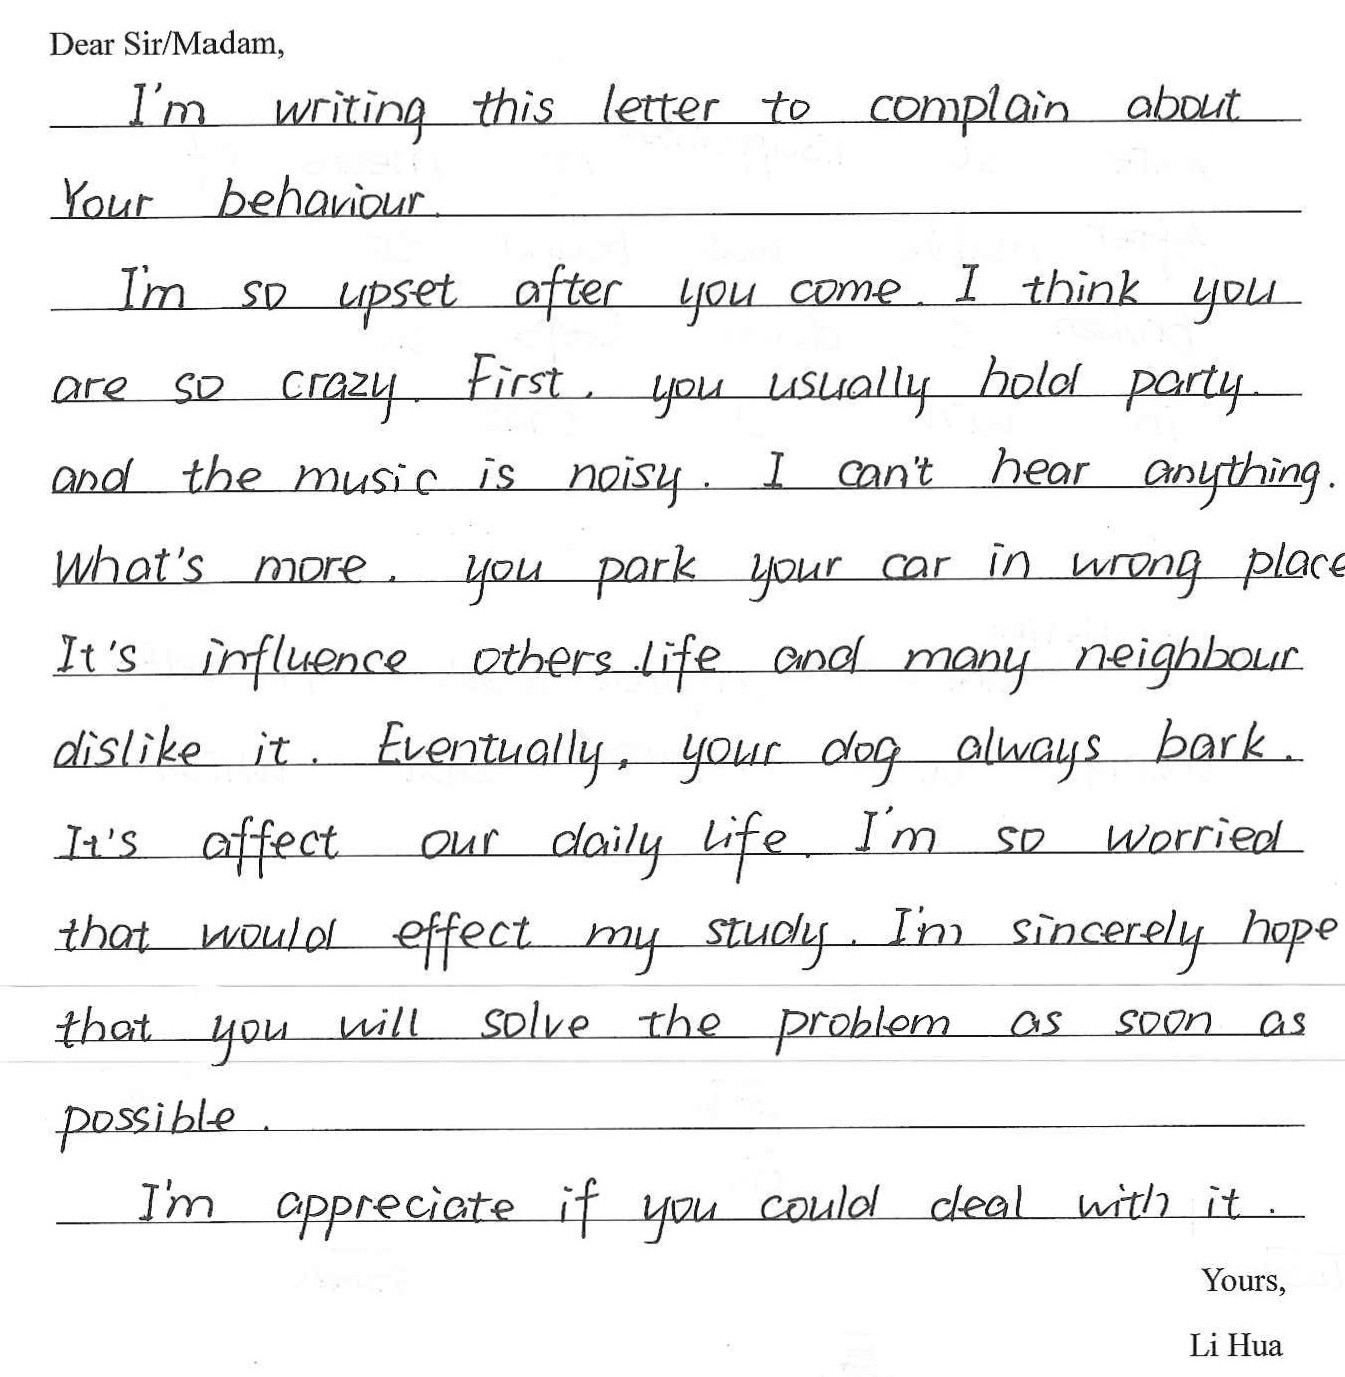 Dear Sir/Madam,
I'm writing this letter to complain about
Your behaviour.
I'm so upset after you come. I think you
are so crazy. First, you usually hold party.
and the music is noisy. I can't hear anything.
What's more, you park your car in wrong place
It's influence others life and many neighbour
dislike it. Eventually, your dog always bark.
It's affect our daily life. I'm so worried
that would effect my study. I'm sincerely hope
that you will solve the problem as soon as
possible.
I'm appreciate if you could deal with it.
Yours,
Li Hua